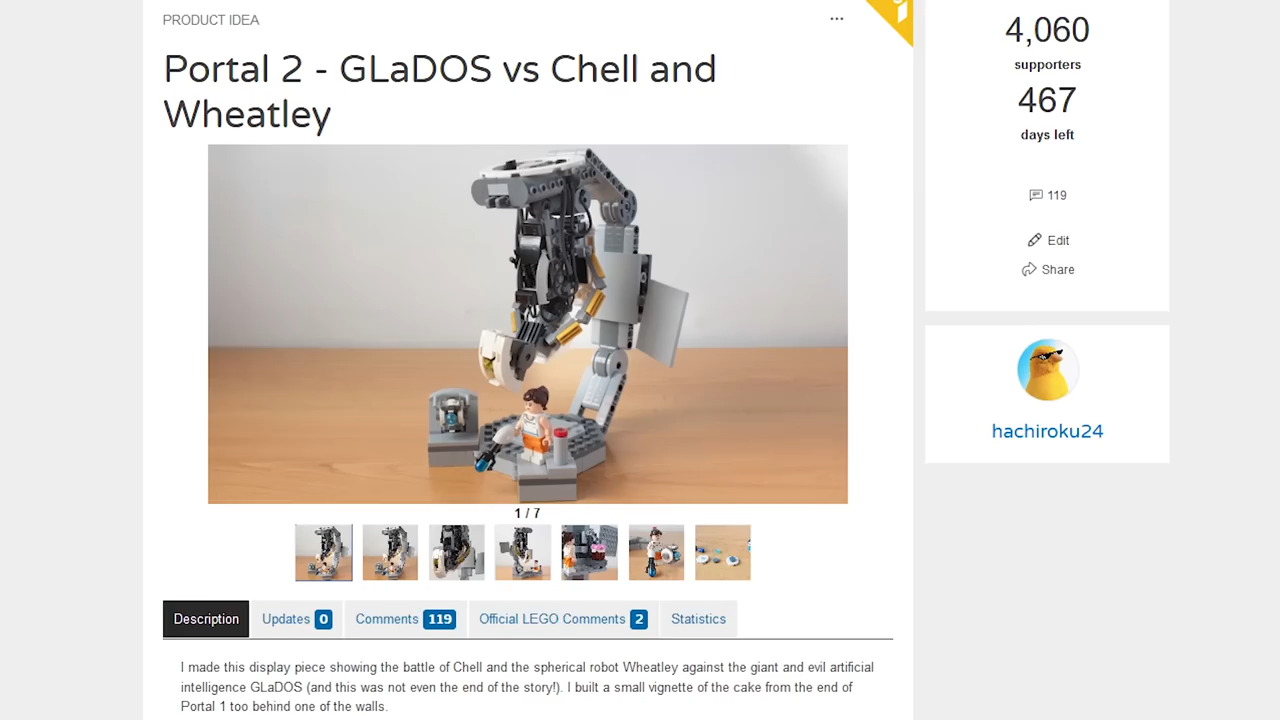 PRODUCT IDEA
Portal 2 - GLaDOS vs Chell and
Wheatley
1 / 7
Description
Updates 0
Comments 119
Official LEGO Comments 2
Statistics
I made this display piece showing the battle of Chell and the spherical robot Wheatley against the giant and evil artificial
intelligence GLaDOS (and this was not even the end of the story!). I built a small vignette of the cake from the end of
Portal 1 too behind one of the walls.
4,060
supporters
467
days left
119
Edit
Share
hachiroku24